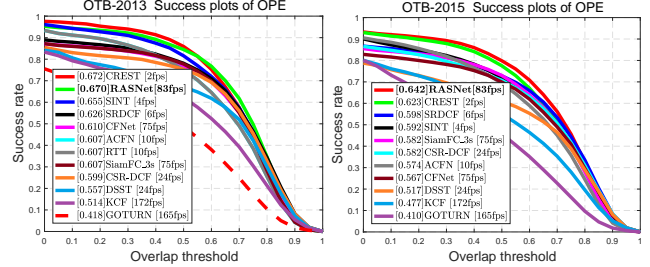 OTB-2013 Success plots of OPE
Success rate
1
0.9
0.8
0.7
0.6
0.5
0.4
0.3
0.2
0.1
0
[0.672]CREST [2fps]
[0.670]RASNet[83fps]
[0.655]SINT [4fps]
[0.626]SRDCF [6fps]
[0.610]CFNet [75fps]
[0.607]ACFN [10fps]
[0.607]RTT [10fps]
[0.607]SiamFC_3s [75fps]
[0.599]CSR-DCF [24fps]
[0.557]DSST [24fps]
[0.514]KCF [172fps]
[0.418]GOTURN [165fps]
0 0.1 0.2 0.3 0.4 0.5 0.6 0.7 0.8 0.9 1
Overlap threshold
OTB-2015 Success plots of OPE
Success rate
1
0.9
0.8
0.7
0.6
0.5
0.4
0.3
0.2
0.1
0
[0.642]RASNet[83fps]
[0.623]CREST [2fps]
[0.598]SRDCF [6fps]
[0.592]SINT [4fps]
[0.582]SiamFC_3s [75fps]
[0.582]CSR-DCF [24fps]
[0.574]ACFN [10fps]
[0.567]CFNet [75fps]
[0.517]DSST [24fps]
[0.477]KCF [172fps]
[0.410]GOTURN [165fps]
0 0.1 0.2 0.3 0.4 0.5 0.6 0.7 0.8 0.9 1
Overlap threshold